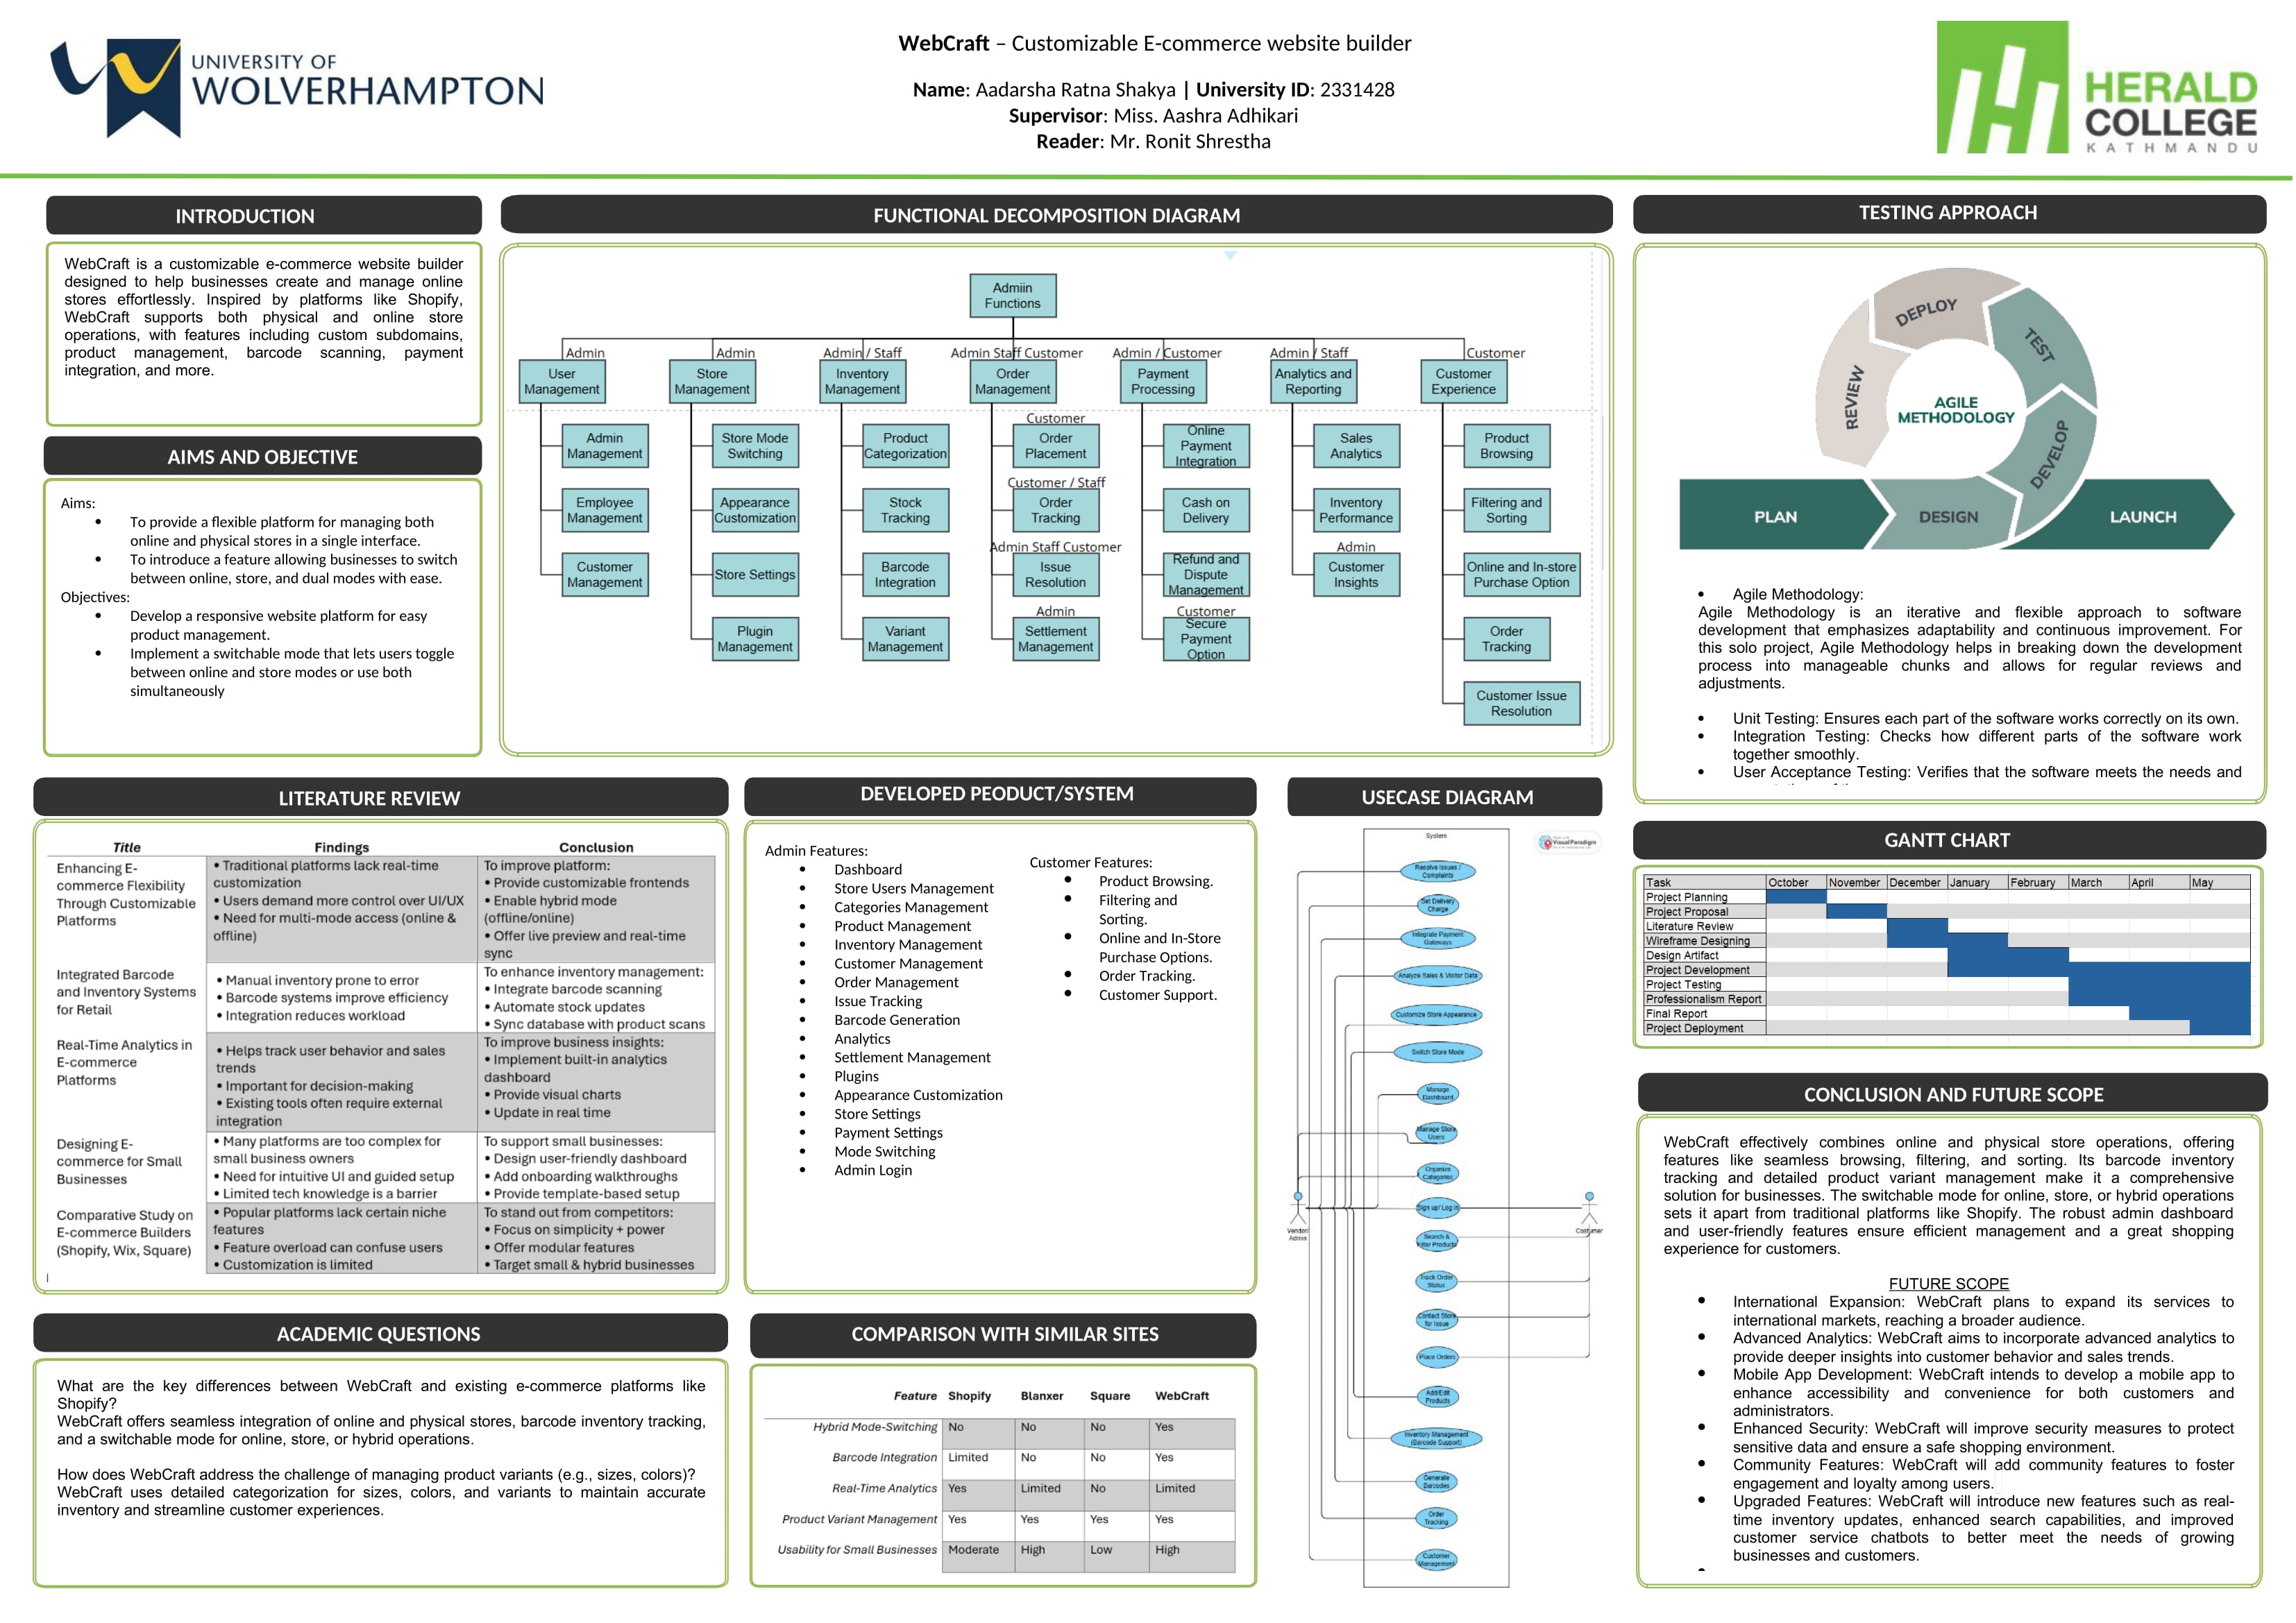 UNIVERSITY OF
WOLVERHAMPTON
WebCraft – Customizable E-commerce website builder
Name: Aadarsha Ratna Shakya | University ID: 2331428
Supervisor: Miss. Aashra Adhikari
Reader: Mr. Ronit Shrestha
HERALD
COLLEGE
KATHMANDU
INTRODUCTION
WebCraft is a customizable e-commerce website builder
designed to help businesses create and manage online
stores effortlessly. Inspired by platforms like Shopify,
WebCraft supports both physical and online store
operations, with features including custom subdomains,
product management, barcode scanning, payment
integration, and more.
AIMS AND OBJECTIVE
Aims:
• To provide a flexible platform for managing both
online and physical stores in a single interface.
• To introduce a feature allowing businesses to switch
between online, store, and dual modes with ease.
Objectives:
• Develop a responsive website platform for easy
product management.
• Implement a switchable mode that lets users toggle
between online and store modes or use both
simultaneously
FUNCTIONAL DECOMPOSITION DIAGRAM
Admiin
Functions
Admin
User
Management
Admin
Management
Employee
Management
Customer
Management
Admin
Store
Management
Store Mode
Switching
Appearance
Customization
Store Settings
Plugin
Management
Admin / Staff
Inventory
Management
Product
Categorization
Stock
Tracking
Barcode
Integration
Variant
Management
Admin Staff Customer
Order
Management
Customer
Order
Placement
Customer / Staff
Order
Tracking
Admin Staff Customer
Issue
Resolution
Admin
Settlement
Management
Admin / Customer
Payment
Processing
Online
Payment
Integration
Cash on
Delivery
Refund and
Dispute
Management
Customer
Secure
Payment
Option
Admin / Staff
Analytics and
Reporting
Sales
Analytics
Inventory
Performance
Admin
Customer
Insights
Customer
Customer
Experience
Product
Browsing
Filtering and
Sorting
Online and In-store
Purchase Option
Order
Tracking
Customer Issue
Resolution
TESTING APPROACH
DEPLOY
TEST
REVIEW
AGILE
METHODOLOGY
DEVELOP
PLAN
DESIGN
LAUNCH
• Agile Methodology:
Agile Methodology is an iterative and flexible approach to software
development that emphasizes adaptability and continuous improvement. For
this solo project, Agile Methodology helps in breaking down the development
process into manageable chunks and allows for regular reviews and
adjustments.
• Unit Testing: Ensures each part of the software works correctly on its own.
• Integration Testing: Checks how different parts of the software work
together smoothly.
• User Acceptance Testing: Verifies that the software meets the needs and
LITERATURE REVIEW
Title Findings Conclusion
Enhancing E-
commerce Flexibility
Through Customizable
Platforms
• Traditional platforms lack real-time
customization
• Users demand more control over UI/UX
• Need for multi-mode access (online &
offline)
To improve platform:
• Provide customizable frontends
• Enable hybrid mode
(offline/online)
• Offer live preview and real-time
sync
Integrated Barcode
and Inventory Systems
for Retail
• Manual inventory prone to error
• Barcode systems improve efficiency
• Integration reduces workload
To enhance inventory management:
• Integrate barcode scanning
• Automate stock updates
• Sync database with product scans
Real-Time Analytics in
E-commerce
Platforms
• Helps track user behavior and sales
trends
• Important for decision-making
• Existing tools often require external
integration
To improve business insights:
• Implement built-in analytics
dashboard
• Provide visual charts
• Update in real time
Designing E-
commerce for Small
Businesses
• Many platforms are too complex for
small business owners
• Need for intuitive UI and guided setup
• Limited tech knowledge is a barrier
To support small businesses:
• Design user-friendly dashboard
• Add onboarding walkthroughs
• Provide template-based setup
Comparative Study on
E-commerce Builders
(Shopify, Wix, Square)
• Popular platforms lack certain niche
features
• Feature overload can confuse users
• Customization is limited
To stand out from competitors:
• Focus on simplicity + power
• Offer modular features
• Target small & hybrid businesses
DEVELOPED PEODUCT/SYSTEM
Admin Features:
• Dashboard
• Store Users Management
• Categories Management
• Product Management
• Inventory Management
• Customer Management
• Order Management
• Issue Tracking
• Barcode Generation
• Analytics
• Settlement Management
• Plugins
• Appearance Customization
• Store Settings
• Payment Settings
• Mode Switching
• Admin Login
Customer Features:
• Product Browsing.
• Filtering and
Sorting.
• Online and In-Store
Purchase Options.
• Order Tracking.
• Customer Support.
USECASE DIAGRAM
System
Visual Paradigm
Resolve Issues /
Complaints
Set Delivery
Charge
Integrate Payment
Gateways
Analyze Sales & Visitor Data
Customize Store Appearance
Switch Store Mode
Manage
Dashboard
Manage Store
Users
Organize
Categories
Sign up/ Log in
Vendor/
Admin
Customer
Search &
Filter Products
Track Order
Status
Contact Store
for Issue
Place Orders
Add/Edit
Products
Inventory Management
(Barcode Support)
Generate
Barcodes
Order
Tracking
Customer
Management
GANTT CHART
Task October November December January February March April May
Project Planning
Project Proposal
Literature Review
Wireframe Designing
Design Artifact
Project Development
Project Testing
Professionalism Report
Final Report
Project Deployment
ACADEMIC QUESTIONS
What are the key differences between WebCraft and existing e-commerce platforms like
Shopify?
WebCraft offers seamless integration of online and physical stores, barcode inventory tracking,
and a switchable mode for online, store, or hybrid operations.
How does WebCraft address the challenge of managing product variants (e.g., sizes, colors)?
WebCraft uses detailed categorization for sizes, colors, and variants to maintain accurate
inventory and streamline customer experiences.
COMPARISON WITH SIMILAR SITES
Feature Shopify Blanxer Square WebCraft
Hybrid Mode-Switching No No No Yes
Barcode Integration Limited No No Yes
Real-Time Analytics Yes Limited No Limited
Product Variant Management Yes Yes Yes Yes
Usability for Small Businesses Moderate High Low High
CONCLUSION AND FUTURE SCOPE
WebCraft effectively combines online and physical store operations, offering
features like seamless browsing, filtering, and sorting. Its barcode inventory
tracking and detailed product variant management make it a comprehensive
solution for businesses. The switchable mode for online, store, or hybrid operations
sets it apart from traditional platforms like Shopify. The robust admin dashboard
and user-friendly features ensure efficient management and a great shopping
experience for customers.
FUTURE SCOPE
• International Expansion: WebCraft plans to expand its services to
international markets, reaching a broader audience.
• Advanced Analytics: WebCraft aims to incorporate advanced analytics to
provide deeper insights into customer behavior and sales trends.
• Mobile App Development: WebCraft intends to develop a mobile app to
enhance accessibility and convenience for both customers and
administrators.
• Enhanced Security: WebCraft will improve security measures to protect
sensitive data and ensure a safe shopping environment.
• Community Features: WebCraft will add community features to foster
engagement and loyalty among users.
• Upgraded Features: WebCraft will introduce new features such as real-
time inventory updates, enhanced search capabilities, and improved
customer service chatbots to better meet the needs of growing
businesses and customers.